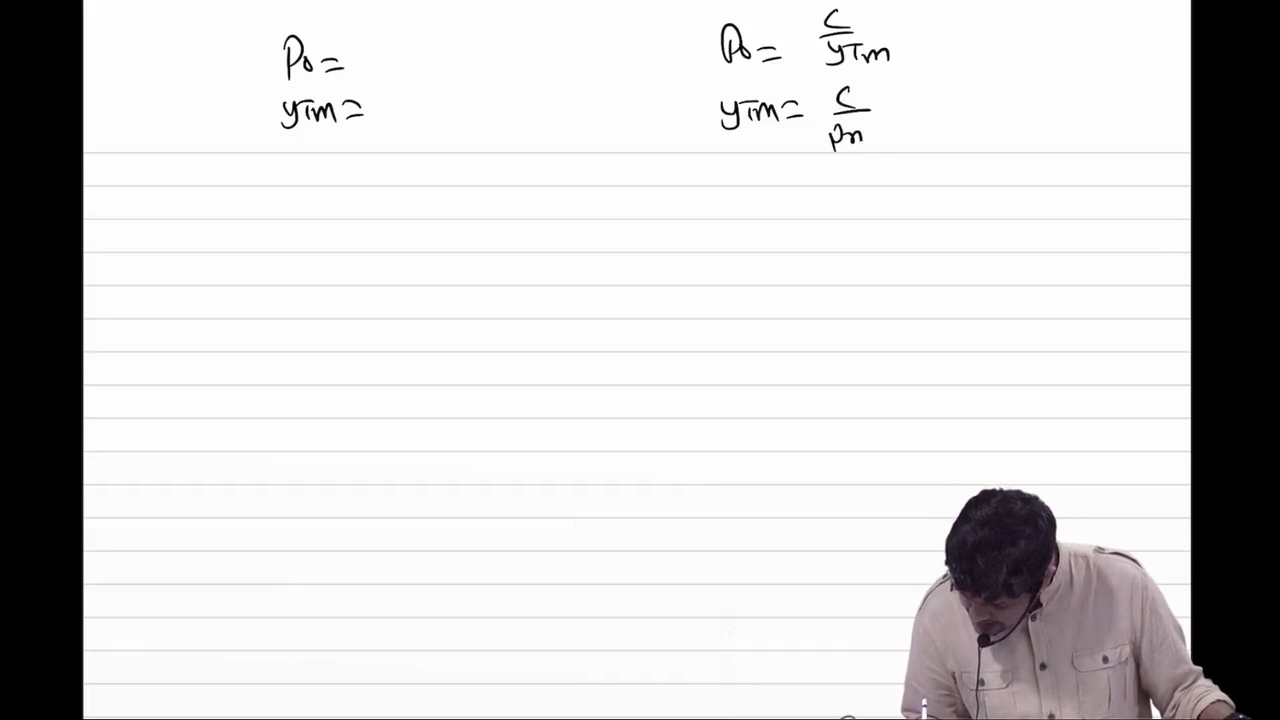 P0 =
YTM =
P0 = C/YTM
YTM = C/Pn